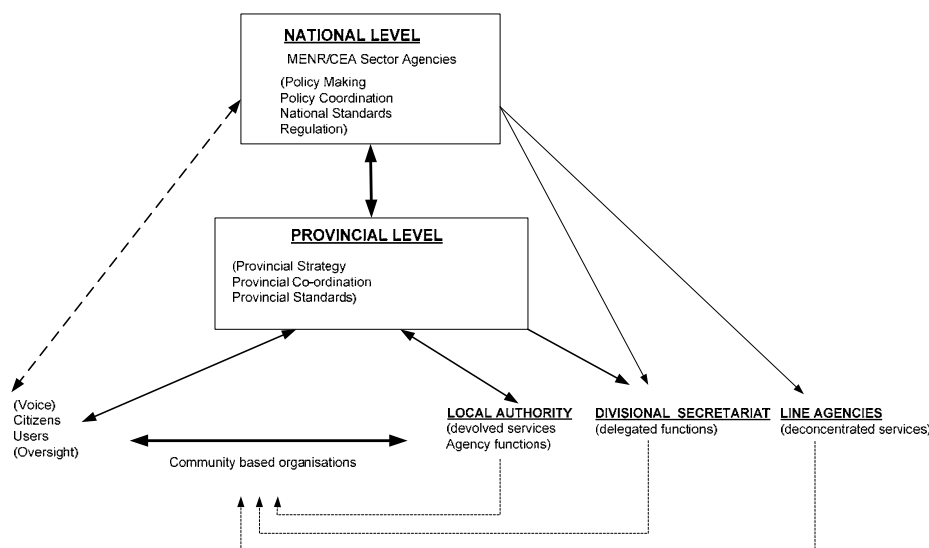 NATIONAL LEVEL
MENR/CEA Sector Agencies
(Policy Making
Policy Coordination
National Standards
Regulation)
PROVINCIAL LEVEL
(Provincial Strategy
Provincial Co-ordination
Provincial Standards)
(Voice)
Citizens
Users
(Oversight)
Community based organisations
LOCAL AUTHORITY
(devolved services
Agency functions)
DIVISIONAL SECRETARIAT
(delegated functions)
LINE AGENCIES
(deconcentrated services)